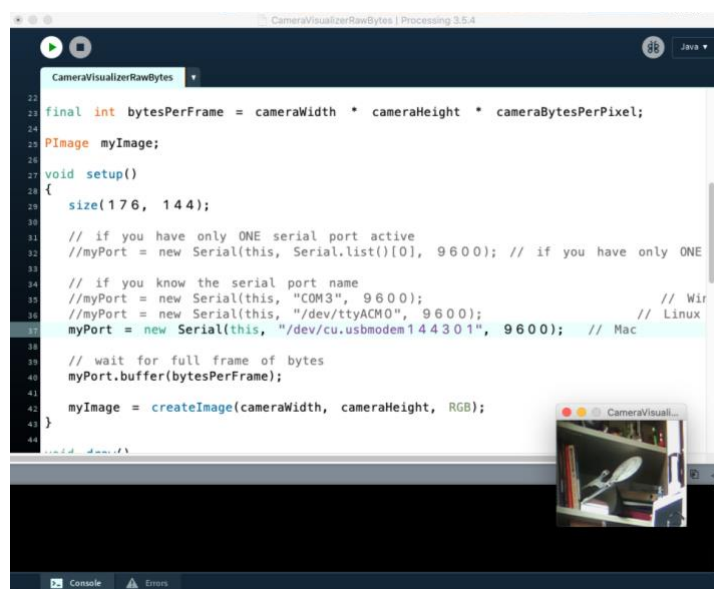 CameraVisualizerRawBytes | Processing 3.5.4
Java ▼
CameraVisualizerRawBytes ▼
22
23 final int bytesPerFrame = cameraWidth * cameraHeight * cameraBytesPerPixel;
24
25 PImage myImage;
26
27 void setup()
28 {
29 size(176, 144);
30
31 // if you have only ONE serial port active
32 //myPort = new Serial(this, Serial.list()[0], 9600); // if you have only ONE
33
34 // if you know the serial port name
35 //myPort = new Serial(this, "COM3", 9600); // Win
36 //myPort = new Serial(this, "/dev/ttyACM0", 9600); // Linux
37 myPort = new Serial(this, "/dev/cu.usbmodem144301", 9600); // Mac
38
39 // wait for full frame of bytes
40 myPort.buffer(bytesPerFrame);
41
42 myImage = createImage(cameraWidth, cameraHeight, RGB);
43 }
44
CameraVisuali...
Console
Errors